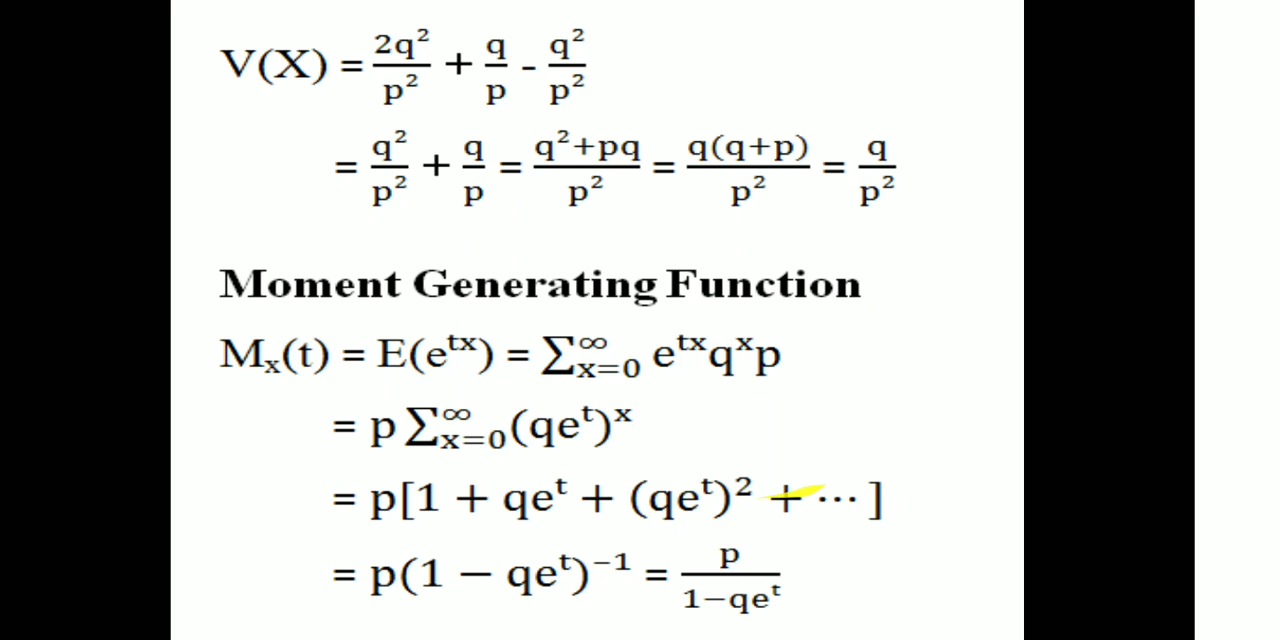 V(X) = 2q²/p² + q/p - q²/p²
= q²/p² + q/p = q²+pq/p² = q(q+p)/p² = q/p²
Moment Generating Function
Mₓ(t) = E(eᵗˣ) = ∑_{x=0}^{∞} eᵗˣqˣp
= p ∑_{x=0}^{∞}(qeᵗ)ˣ
= p[1 + qeᵗ + (qeᵗ)² + ⋯ ]
= p(1 − qeᵗ)⁻¹ = p/1−qeᵗ